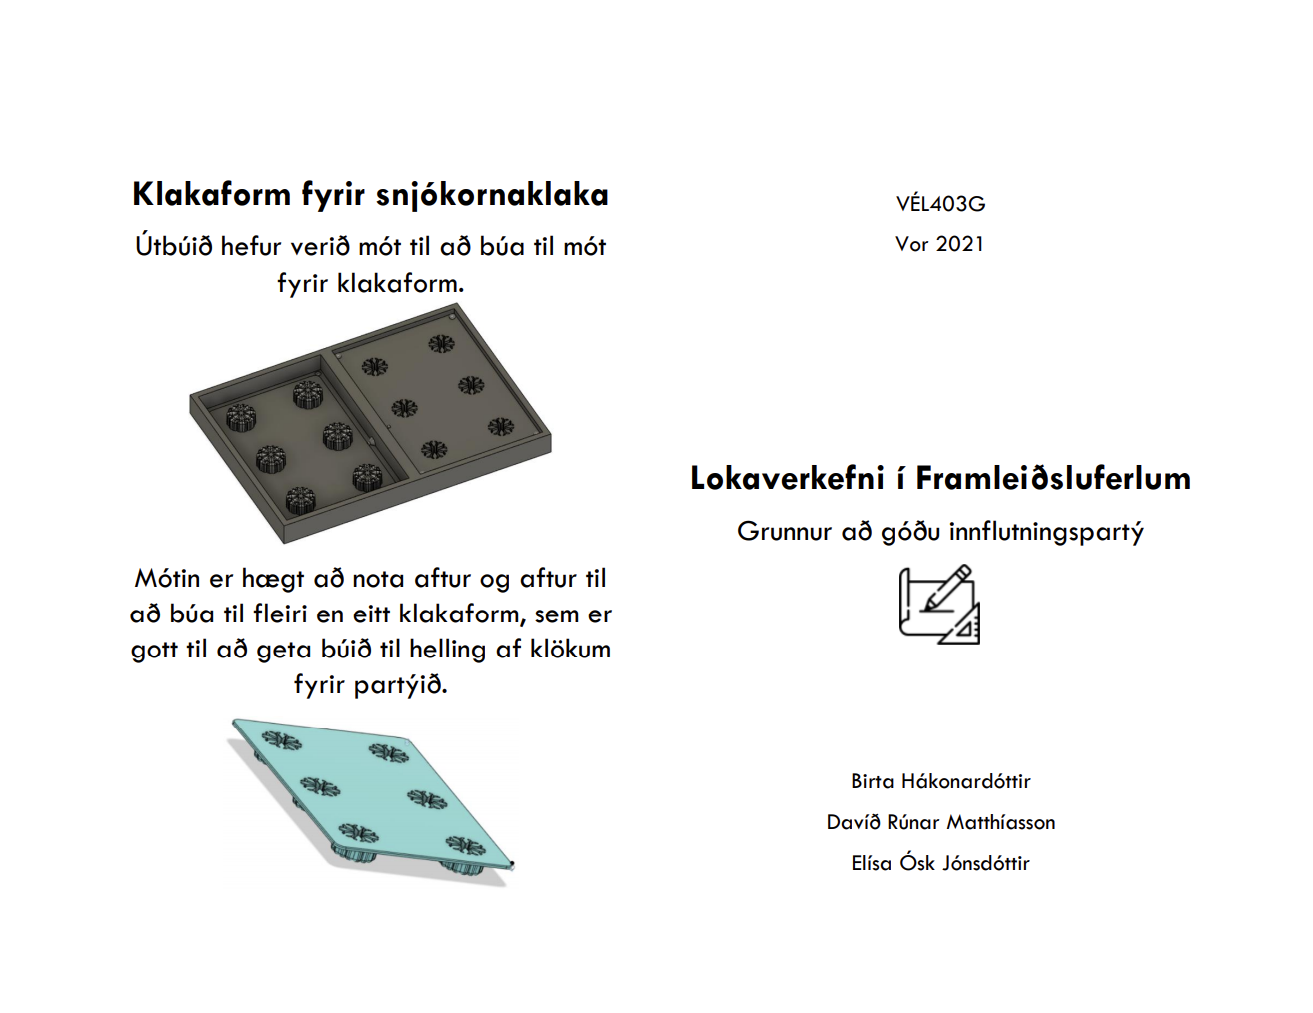 Klakaform fyrir snjókornaklaka
Útbúið hefur verið mót til að búa til mót
fyrir klakaform.
Mótin er hægt að nota aftur og aftur til
að búa til fleiri en eitt klakaform, sem er
gott til að geta búið til helling af klökum
fyrir partýið.
VÉL403G
Vor 2021
Lokaverkefni í Framleiðsluferlum
Grunnur að góðu innflutningspartý
Birta Hákonardóttir
Davíð Rúnar Matthíasson
Elísa Ósk Jónsdóttir